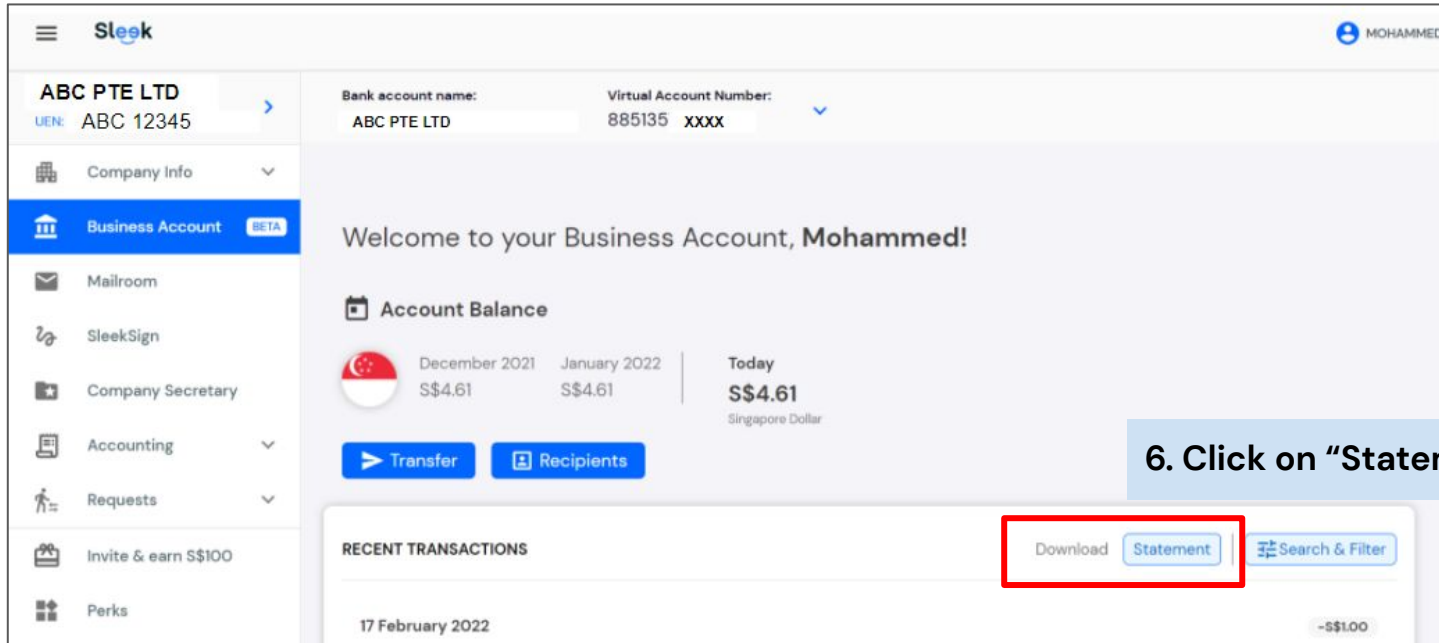 Sleek
MOHAMMED
ABC PTE LTD
UEN: ABC 12345
Bank account name:
ABC PTE LTD
Virtual Account Number:
885135 XXXX
Company Info
Business Account BETA
Mailroom
SleekSign
Company Secretary
Accounting
Requests
Invite & earn S$100
Perks
Welcome to your Business Account, Mohammed!
Account Balance
December 2021
S$4.61
January 2022
S$4.61
Today
S$4.61
Singapore Dollar
Transfer
Recipients
6. Click on “
RECENT TRANSACTIONS
Download
Statement
Search & Filter
17 February 2022
-S$1.00